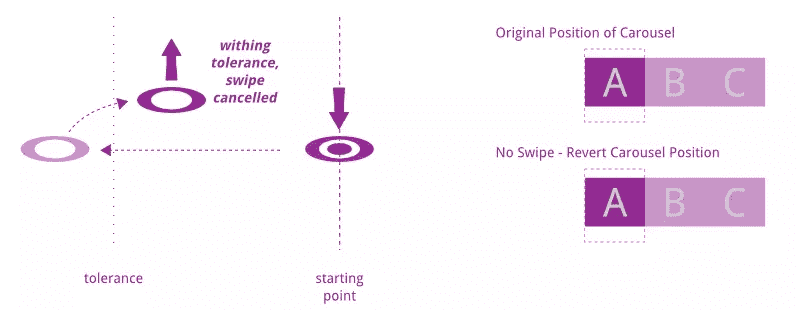 withing
tolerance,
swipe
cancelled
tolerance
starting
point
Original Position of Carousel
A B C
No Swipe - Revert Carousel Position
A B C